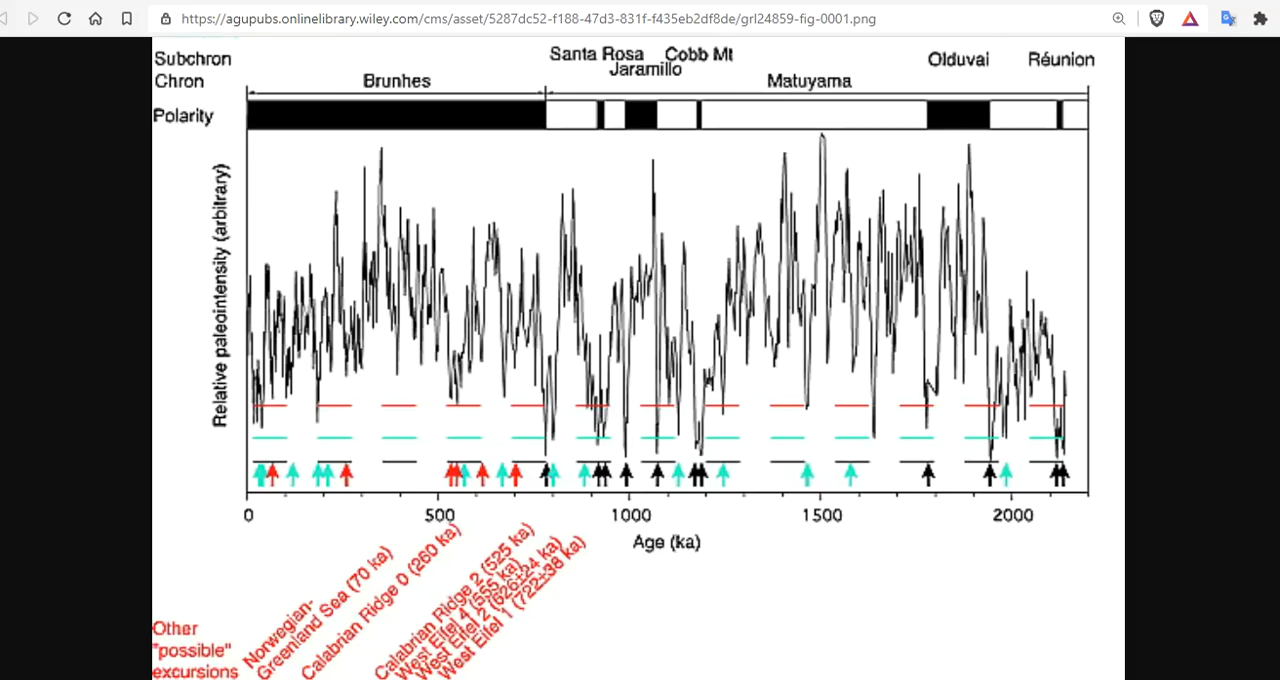 https://agupubs.onlinelibrary.wiley.com/cms/asset/5287dc52-f188-47d3-831f-f435eb2df8de/grl24859-fig-0001.png
Subchron
Santa Rosa
Cobb Mt
Jaramillo
Olduvai
Réunion
Chron
Brunhes
Matuyama
Polarity
Relative paleointensity (arbitrary)
0
500
1000
1500
2000
Age (ka)
Other
"possible"
excursions
Norwegian-
Greenland Sea (70 ka)
Calabrian Ridge 0 (260 ka)
Calabrian Ridge 2 (525 ka)
West Eifel 4 (555 ka)
West Eifel 2 (626±24 ka)
West Eifel 1 (722±38 ka)